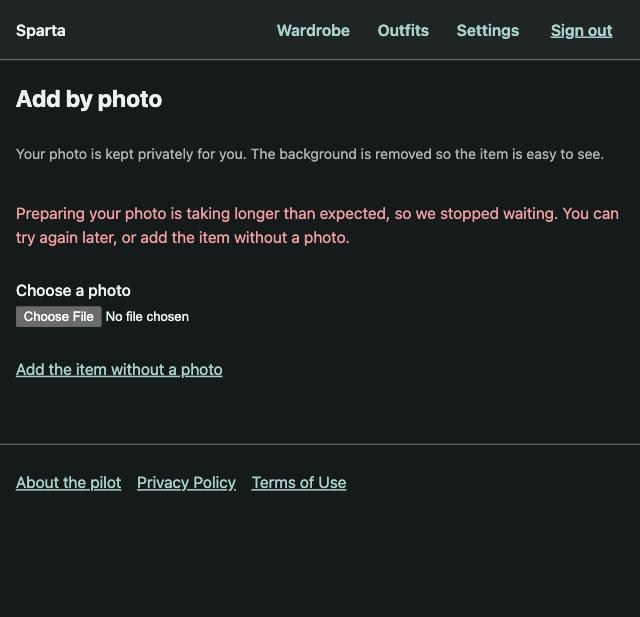 Sparta
Wardrobe Outfits Settings Sign out
Add by photo
Your photo is kept privately for you. The background is removed so the item is easy to see.
Preparing your photo is taking longer than expected, so we stopped waiting. You can
try again later, or add the item without a photo.
Choose a photo
Choose File No file chosen
Add the item without a photo
About the pilot Privacy Policy Terms of Use